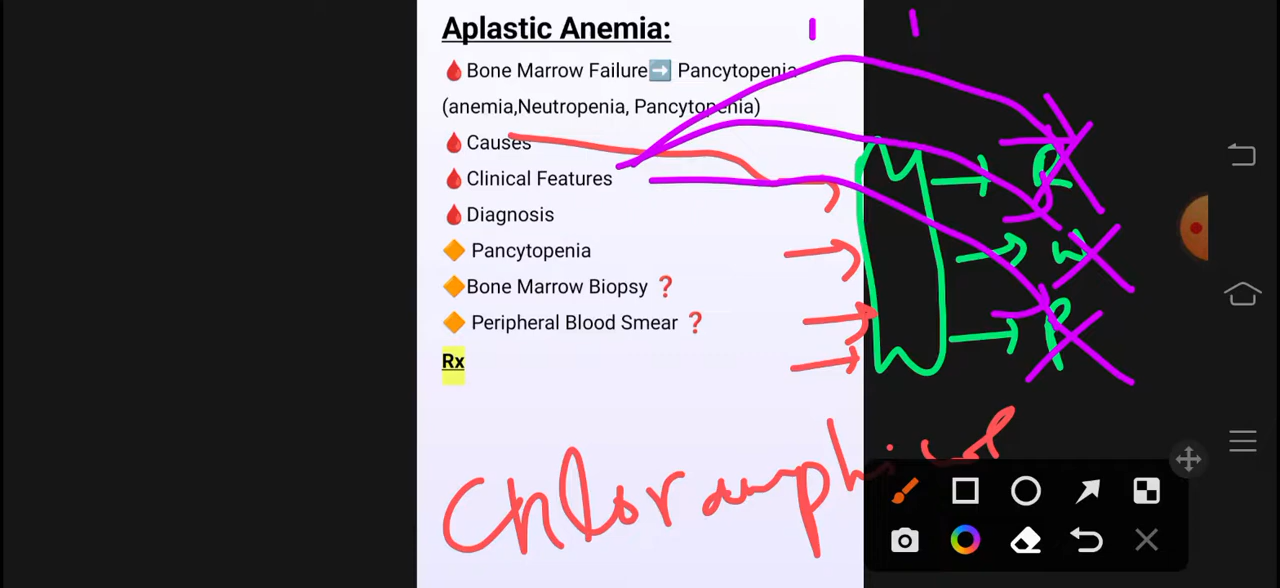 Aplastic Anemia:
🩸Bone Marrow Failure➡️ Pancytopenia
(anemia,Neutropenia, Pancytopenia)
🩸Causes
🩸Clinical Features
🩸Diagnosis
🔶 Pancytopenia
🔶Bone Marrow Biopsy ❓
🔶 Peripheral Blood Smear ❓
Rx
R
W
P